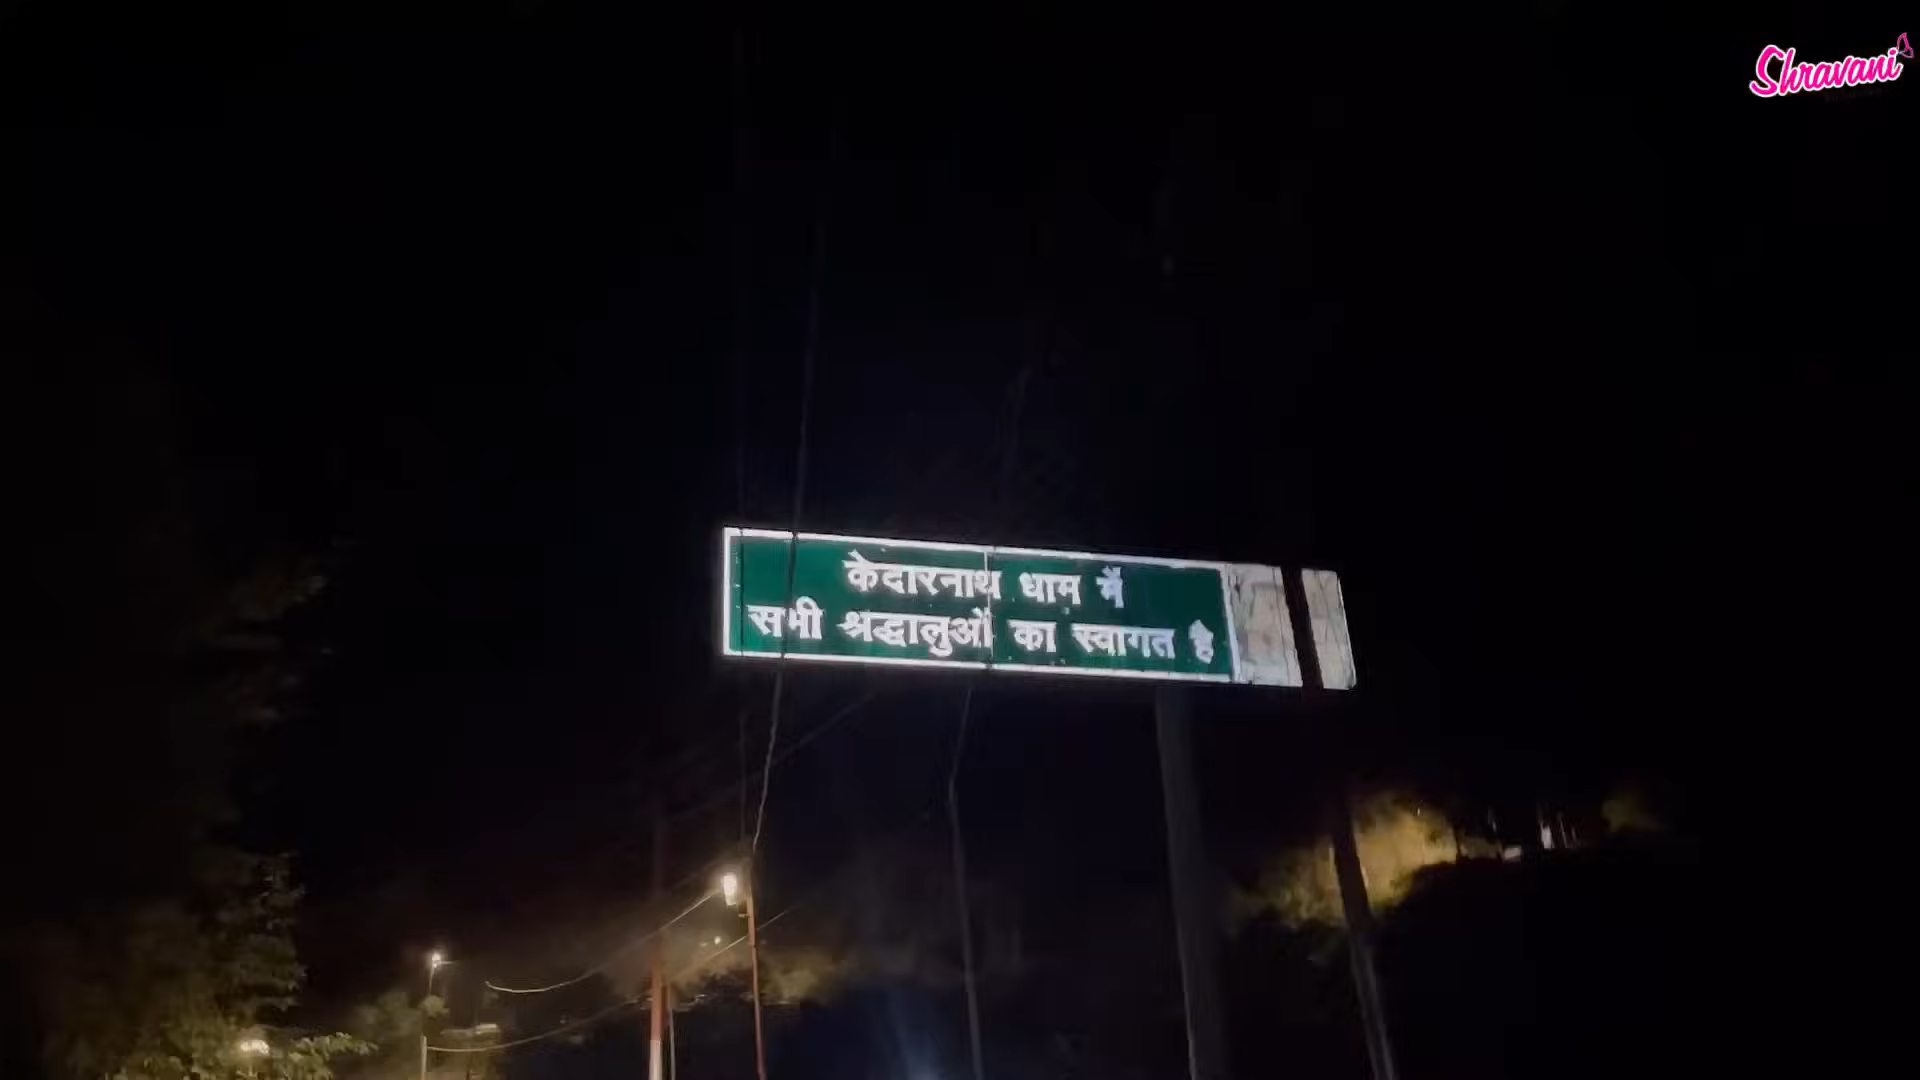 Shravani
केदारनाथ धाम में
सभी श्रद्धालुओं का स्वागत है